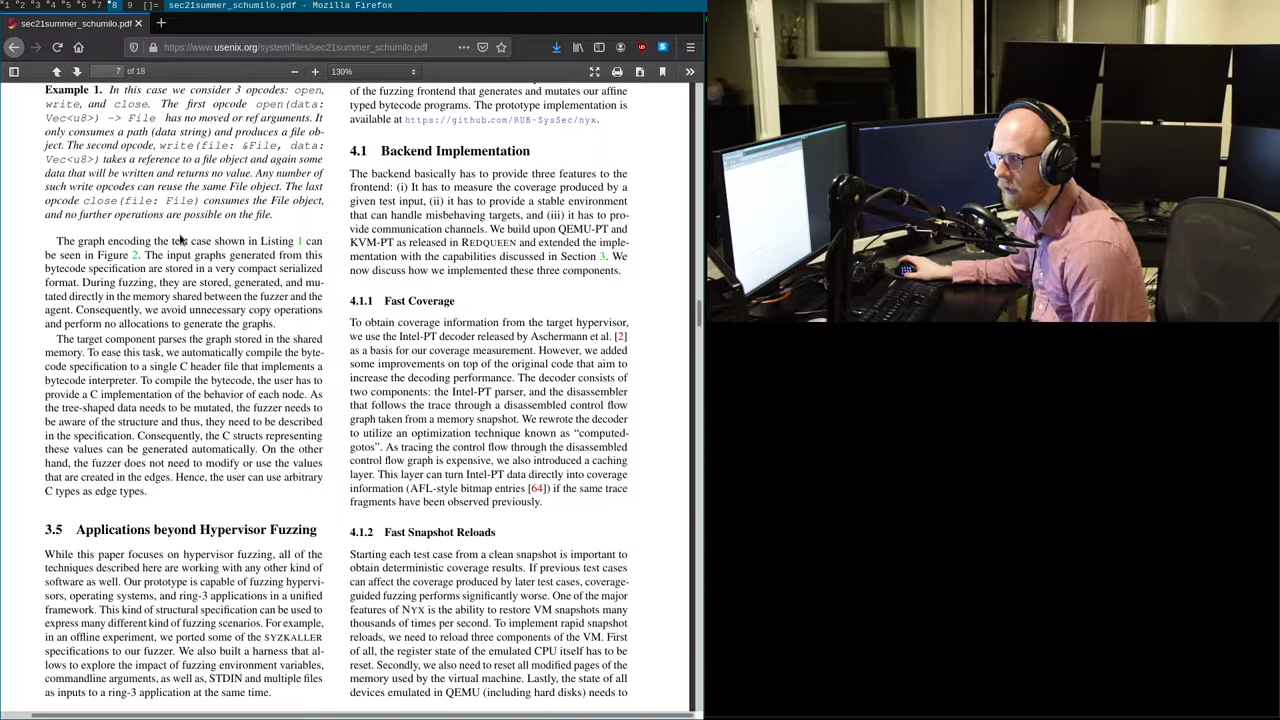 1 2 3 4 5 6 7 8 9 []= sec21summer_schumilo.pdf - Mozilla Firefox
sec21summer_schumilo.pdf × +
https://www.usenix.org/system/files/sec21summer_schumilo.pdf
7 of 18 − + 130%
Example 1. In this case we consider 3 opcodes: open,
write, and close. The first opcode open(data:
Vec<u8>) -> File has no moved or ref arguments. It
only consumes a path (data string) and produces a file ob-
ject. The second opcode, write(file: &File, data:
Vec<u8>) takes a reference to a file object and again some
data that will be written and returns no value. Any number of
such write opcodes can reuse the same File object. The last
opcode close(file: File) consumes the File object,
and no further operations are possible on the file.
The graph encoding the test case shown in Listing 1 can
be seen in Figure 2. The input graphs generated from this
bytecode specification are stored in a very compact serialized
format. During fuzzing, they are stored, generated, and mu-
tated directly in the memory shared between the fuzzer and the
agent. Consequently, we avoid unnecessary copy operations
and perform no allocations to generate the graphs.
The target component parses the graph stored in the shared
memory. To ease this task, we automatically compile the byte-
code specification to a single C header file that implements a
bytecode interpreter. To compile the bytecode, the user has to
provide a C implementation of the behavior of each node. As
the tree-shaped data needs to be mutated, the fuzzer needs to
be aware of the structure and thus, they need to be described
in the specification. Consequently, the C structs representing
these values can be generated automatically. On the other
hand, the fuzzer does not need to modify or use the values
that are created in the edges. Hence, the user can use arbitrary
C types as edge types.
3.5 Applications beyond Hypervisor Fuzzing
While this paper focuses on hypervisor fuzzing, all of the
techniques described here are working with any other kind of
software as well. Our prototype is capable of fuzzing hypervi-
sors, operating systems, and ring-3 applications in a unified
framework. This kind of structural specification can be used to
express many different kind of fuzzing scenarios. For example,
in an offline experiment, we ported some of the SYZKALLER
specifications to our fuzzer. We also built a harness that al-
lows to explore the impact of fuzzing environment variables,
commandline arguments, as well as, STDIN and multiple files
as inputs to a ring-3 application at the same time.
of the fuzzing frontend that generates and mutates our affine
typed bytecode programs. The prototype implementation is
available at https://github.com/RUB-SysSec/nyx.
4.1 Backend Implementation
The backend basically has to provide three features to the
frontend: (i) It has to measure the coverage produced by a
given test input, (ii) it has to provide a stable environment
that can handle misbehaving targets, and (iii) it has to pro-
vide communication channels. We build upon QEMU-PT and
KVM-PT as released in REDQUEEN and extended the imple-
mentation with the capabilities discussed in Section 3. We
now discuss how we implemented these three components.
4.1.1 Fast Coverage
To obtain coverage information from the target hypervisor,
we use the Intel-PT decoder released by Aschermann et al. [2]
as a basis for our coverage measurement. However, we added
some improvements on top of the original code that aim to
increase the decoding performance. The decoder consists of
two components: the Intel-PT parser, and the disassembler
that follows the trace through a disassembled control flow
graph taken from a memory snapshot. We rewrote the decoder
to utilize an optimization technique known as “computed-
gotos”. As tracing the control flow through the disassembled
control flow graph is expensive, we also introduced a caching
layer. This layer can turn Intel-PT data directly into coverage
information (AFL-style bitmap entries [64]) if the same trace
fragments have been observed previously.
4.1.2 Fast Snapshot Reloads
Starting each test case from a clean snapshot is important to
obtain deterministic coverage results. If previous test cases
can affect the coverage produced by later test cases, coverage-
guided fuzzing performs significantly worse. One of the major
features of NYX is the ability to restore VM snapshots many
thousands of times per second. To implement rapid snapshot
reloads, we need to reload three components of the VM. First
of all, the register state of the emulated CPU itself has to be
reset. Secondly, we also need to reset all modified pages of the
memory used by the virtual machine. Lastly, the state of all
devices emulated in QEMU (including hard disks) needs to